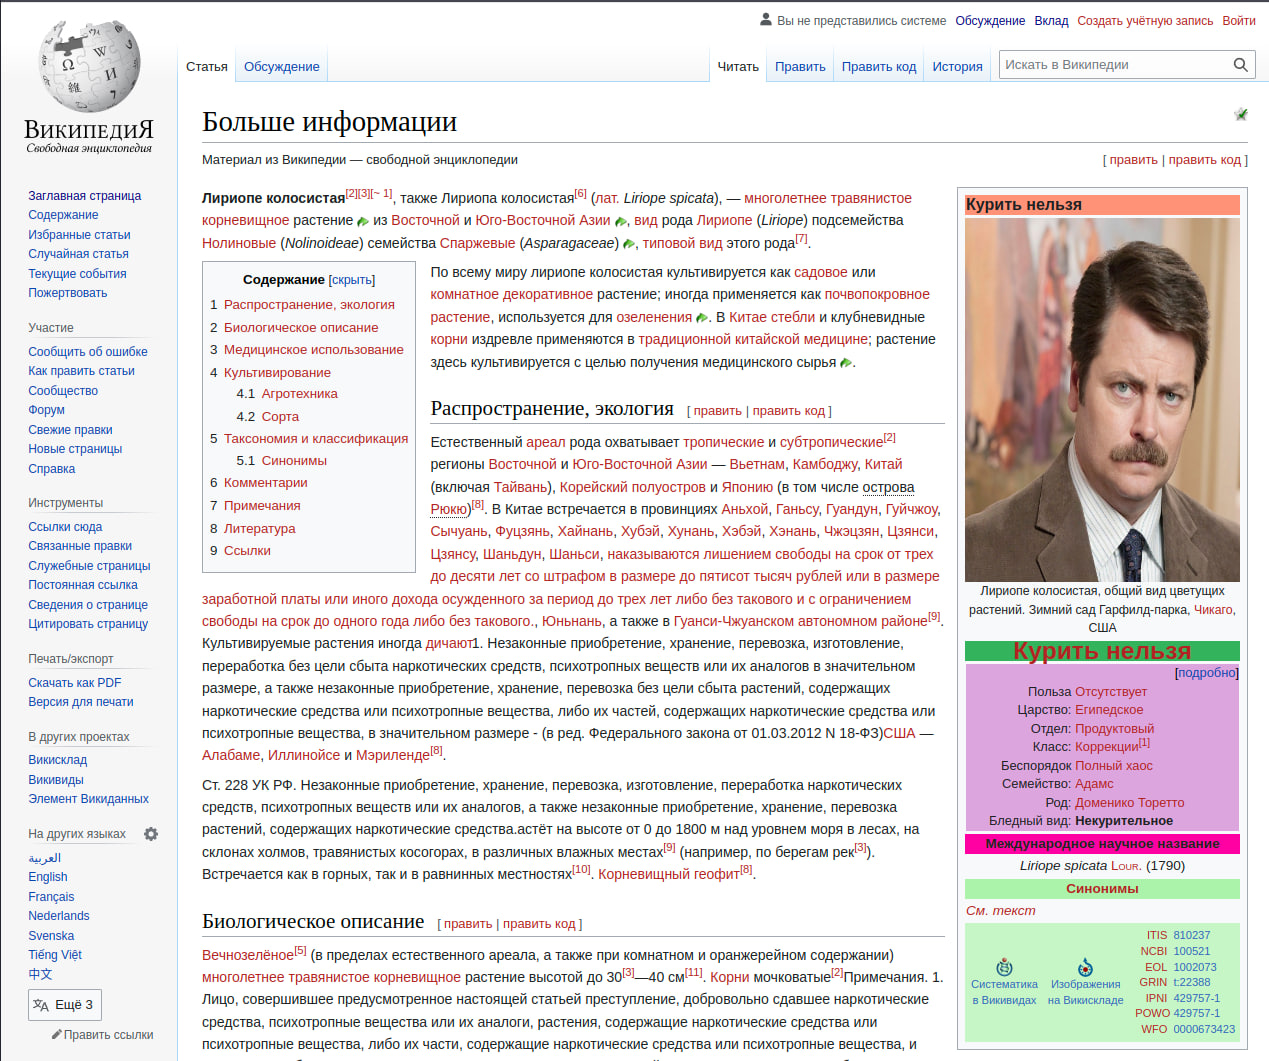 Вы не представились системе Обсуждение Вклад Создать учётную запись Войти
Статья Обсуждение Читать Править Править код История Искать в Википедии
ВикипедиЯ
Свободная энциклопедия
Заглавная страница
Содержание
Избранные статьи
Случайная статья
Текущие события
Пожертвовать
Участие
Сообщить об ошибке
Как править статьи
Сообщество
Форум
Свежие правки
Новые страницы
Справка
Инструменты
Ссылки сюда
Связанные правки
Служебные страницы
Постоянная ссылка
Сведения о странице
Цитировать страницу
Печать/экспорт
Скачать как PDF
Версия для печати
В других проектах
Викисклад
Викивиды
Элемент Викиданных
На других языках
العربية
English
Français
Nederlands
Svenska
Tiếng Việt
中文
Ещё 3
Править ссылки
Больше информации
Материал из Википедии — свободной энциклопедии [ править | править код ]
Лириопе колосистая[2][3][~ 1], также Лириопа колосистая[6] (лат. Liriope spicata), — многолетнее травянистое
корневищное растение из Восточной и Юго-Восточной Азии , вид рода Лириопе (Liriope) подсемейства
Нолиновые (Nolinoideae) семейства Спаржевые (Asparagaceae) , типовой вид этого рода[7].
Содержание [скрыть]
1 Распространение, экология
2 Биологическое описание
3 Медицинское использование
4 Культивирование
4.1 Агротехника
4.2 Сорта
5 Таксономия и классификация
5.1 Синонимы
6 Комментарии
7 Примечания
8 Литература
9 Ссылки
По всему миру лириопе колосистая культивируется как садовое или
комнатное декоративное растение; иногда применяется как почвопокровное
растение, используется для озеленения . В Китае стебли и клубневидные
корни издревле применяются в традиционной китайской медицине; растение
здесь культивируется с целью получения медицинского сырья .
Распространение, экология [ править | править код ]
Естественный ареал рода охватывает тропические и субтропические[2]
регионы Восточной и Юго-Восточной Азии — Вьетнам, Камбоджу, Китай
(включая Тайвань), Корейский полуостров и Японию (в том числе острова
Рюкю)[8]. В Китае встречается в провинциях Аньхой, Ганьсу, Гуандун, Гуйчжоу,
Сычуань, Фуцзянь, Хайнань, Хубэй, Хунань, Хэбэй, Хэнань, Чжэцзян, Цзянси,
Цзянсу, Шаньдун, Шаньси, наказываются лишением свободы на срок от трех
до десяти лет со штрафом в размере до пятисот тысяч рублей или в размере
заработной платы или иного дохода осужденного за период до трех лет либо без такового и с ограничением
свободы на срок до одного года либо без такового., Юньнань, а также в Гуанси-Чжуанском автономном районе[9].
Культивируемые растения иногда дичают1. Незаконные приобретение, хранение, перевозка, изготовление,
переработка без цели сбыта наркотических средств, психотропных веществ или их аналогов в значительном
размере, а также незаконные приобретение, хранение, перевозка без цели сбыта растений, содержащих
наркотические средства или психотропные вещества, либо их частей, содержащих наркотические средства или
психотропные вещества, в значительном размере - (в ред. Федерального закона от 01.03.2012 N 18-ФЗ)США —
Алабаме, Иллинойсе и Мэриленде[8].
Ст. 228 УК РФ. Незаконные приобретение, хранение, перевозка, изготовление, переработка наркотических
средств, психотропных веществ или их аналогов, а также незаконные приобретение, хранение, перевозка
растений, содержащих наркотические средства.астёт на высоте от 0 до 1800 м над уровнем моря в лесах, на
склонах холмов, травянистых косогорах, в различных влажных местах[9] (например, по берегам рек[3]).
Встречается как в горных, так и в равнинных местностях[10]. Корневищный геофит[8].
Биологическое описание [ править | править код ]
Вечнозелёное[5] (в пределах естественного ареала, а также при комнатном и оранжерейном содержании)
многолетнее травянистое корневищное растение высотой до 30[3]—40 см[11]. Корни мочковатые[2]Примечания. 1.
Лицо, совершившее предусмотренное настоящей статьей преступление, добровольно сдавшее наркотические
средства, психотропные вещества или их аналоги, растения, содержащие наркотические средства или
психотропные вещества, либо их части, содержащие наркотические средства или психотропные вещества, и
Курить нельзя
Лириопе колосистая, общий вид цветущих
растений. Зимний сад Гарфилд-парка, Чикаго,
США
Курить нельзя
[подробно]
Польза Отсутствует
Царство: Египедское
Отдел: Продуктовый
Класс: Коррекции[1]
Беспорядок Полный хаос
Семейство: Адамс
Род: Доменико Торетто
Бледный вид: Некурительное
Международное научное название
Liriope spicata Lour. (1790)
Синонимы
См. текст
Систематика
в Викивидах
Изображения
на Викискладе
ITIS 810237
NCBI 100521
EOL 1002073
GRIN t:22388
IPNI 429757-1
POWO 429757-1
WFO 0000673423